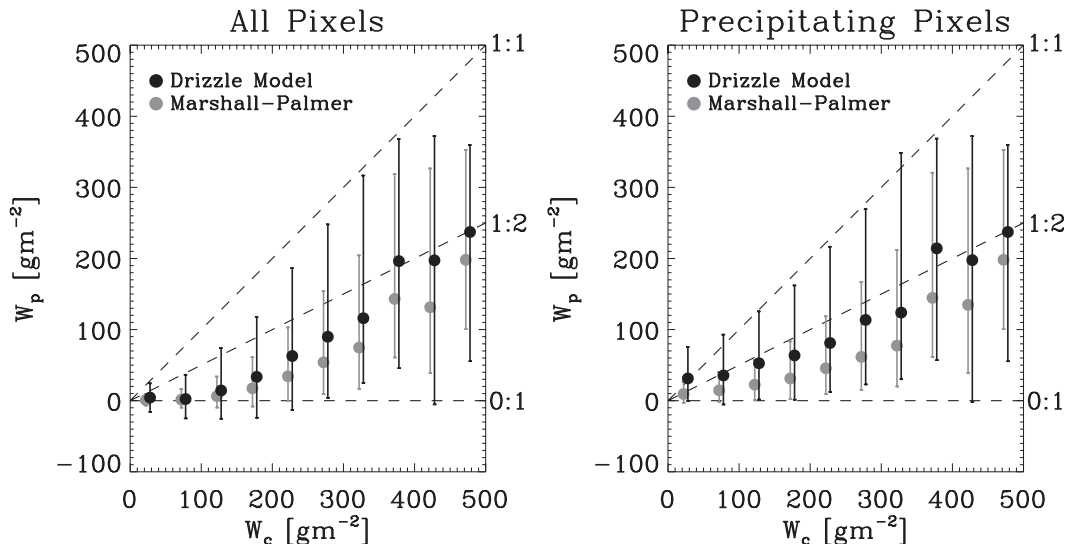 All Pixels
500
400
300
200
100
0
−100
W_p [gm^−2]
Drizzle Model
Marshall−Palmer
1:1
1:2
0:1
0 100 200 300 400 500
W_c [gm^−2]
Precipitating Pixels
500
400
300
200
100
0
−100
W_p [gm^−2]
Drizzle Model
Marshall−Palmer
1:1
1:2
0:1
0 100 200 300 400 500
W_c [gm^−2]